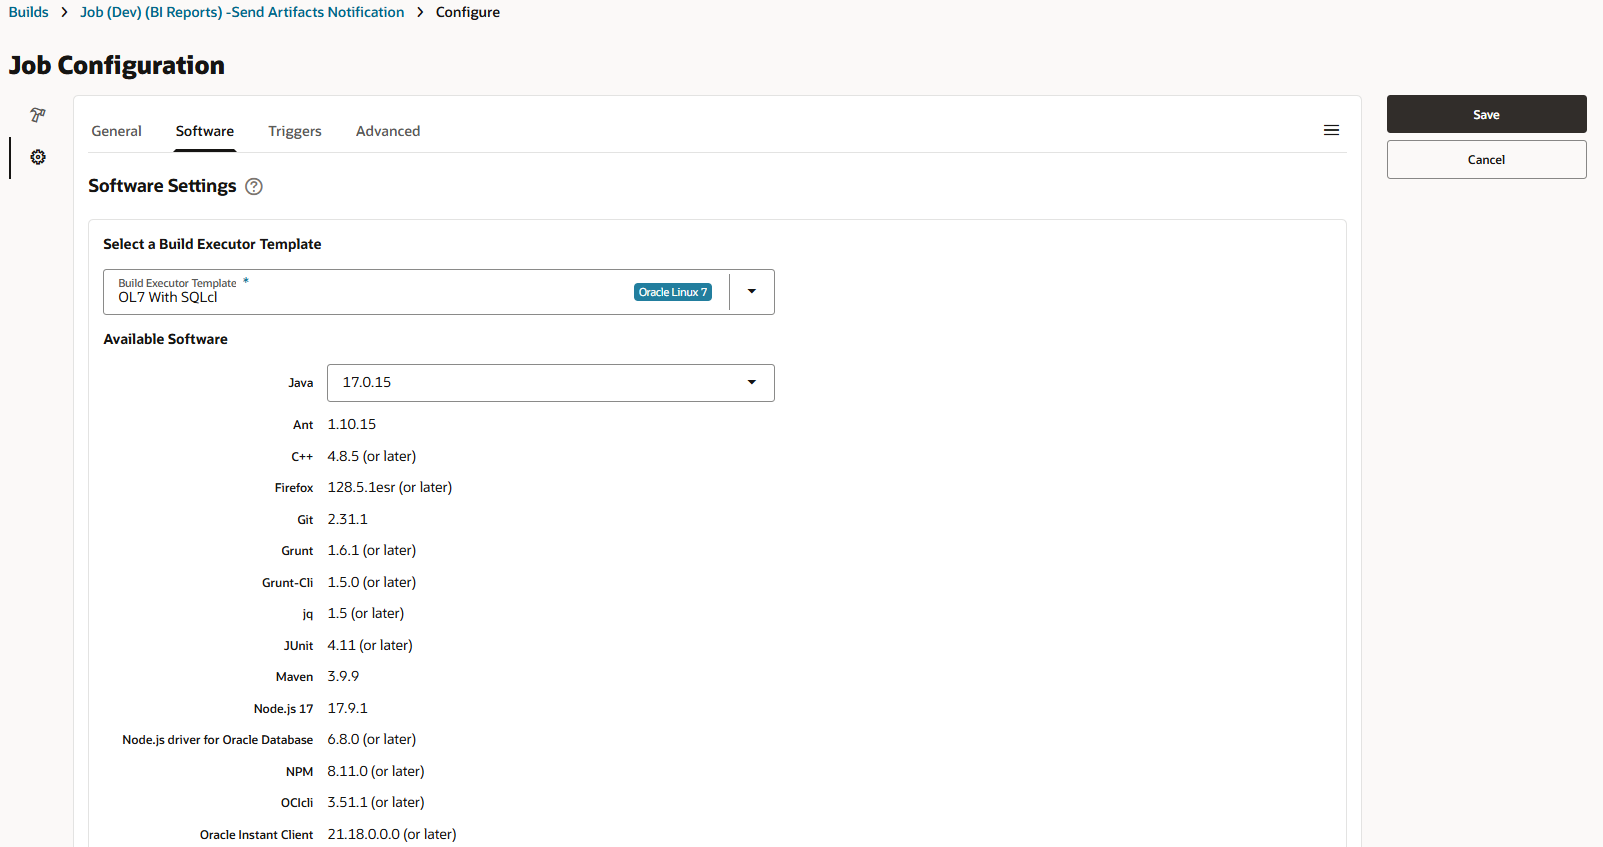 Builds > Job (Dev) (BI Reports) -Send Artifacts Notification > Configure
Job Configuration
General Software Triggers Advanced
Save
Cancel
Software Settings ?
Select a Build Executor Template
Build Executor Template *
OL7 With SQLcl Oracle Linux 7
Available Software
Java 17.0.15
Ant 1.10.15
C++ 4.8.5 (or later)
Firefox 128.5.1esr (or later)
Git 2.31.1
Grunt 1.6.1 (or later)
Grunt-Cli 1.5.0 (or later)
jq 1.5 (or later)
JUnit 4.11 (or later)
Maven 3.9.9
Node.js 17 17.9.1
Node.js driver for Oracle Database 6.8.0 (or later)
NPM 8.11.0 (or later)
OCIcli 3.51.1 (or later)
Oracle Instant Client 21.18.0.0.0 (or later)